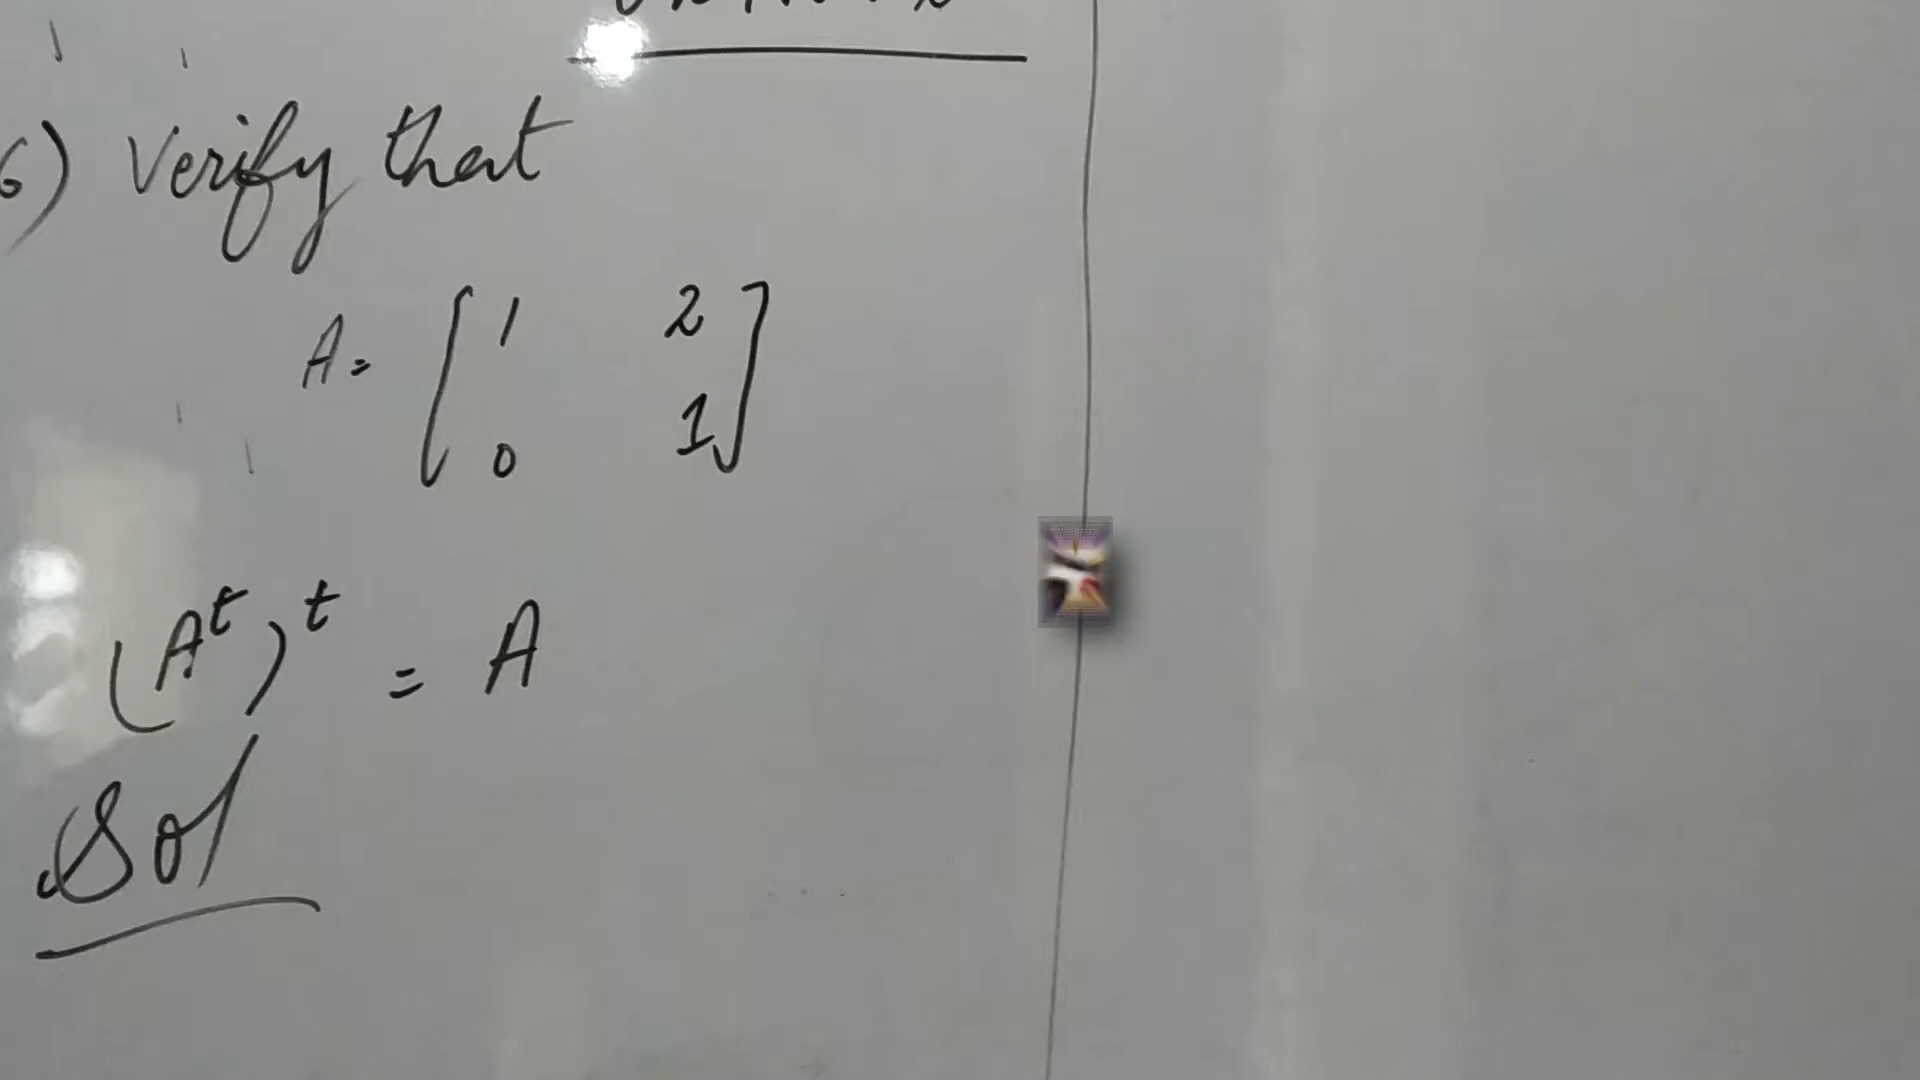 6) Verify that
A = [ 1 2
0 1 ]
(A^t)^t = A
Sol